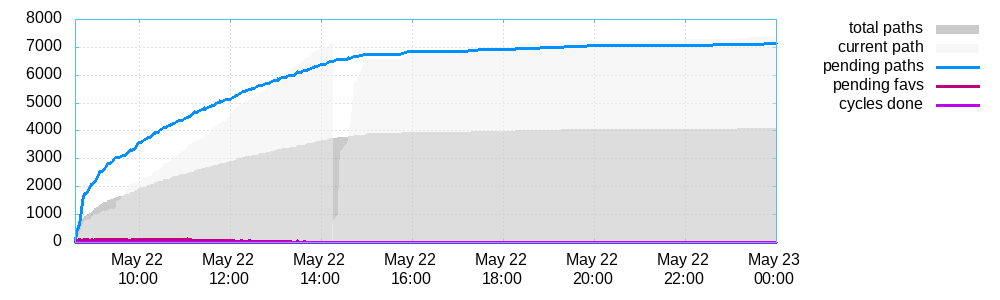 8000
7000
6000
5000
4000
3000
2000
1000
0
May 22
10:00
May 22
12:00
May 22
14:00
May 22
16:00
May 22
18:00
May 22
20:00
May 22
22:00
May 23
00:00
total paths
current path
pending paths
pending favs
cycles done